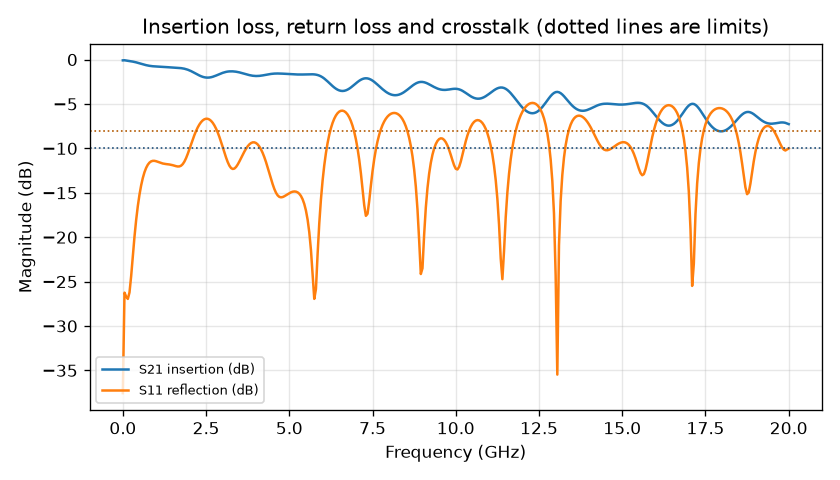 Insertion loss, return loss and crosstalk (dotted lines are limits)
Magnitude (dB)
0
−5
−10
−15
−20
−25
−30
−35
S21 insertion (dB)
S11 reflection (dB)
0.0 2.5 5.0 7.5 10.0 12.5 15.0 17.5 20.0
Frequency (GHz)